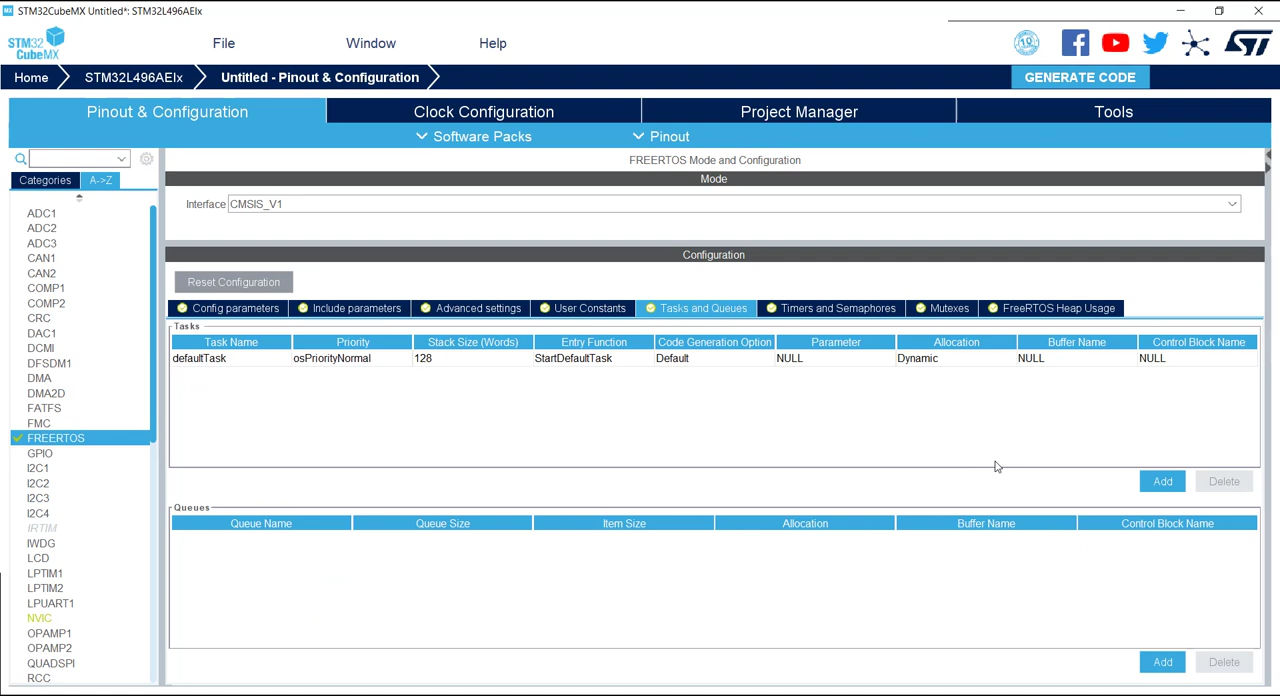 MX STM32CubeMX Untitled*: STM32L496AEIx
STM32 CubeMX
File Window Help
10
ST
Home STM32L496AEIx Untitled - Pinout & Configuration GENERATE CODE
Pinout & Configuration Clock Configuration Project Manager Tools
Software Packs Pinout
FREERTOS Mode and Configuration
Categories A->Z
ADC1
ADC2
ADC3
CAN1
CAN2
COMP1
COMP2
CRC
DAC1
DCMI
DFSDM1
DMA
DMA2D
FATFS
FMC
FREERTOS
GPIO
I2C1
I2C2
I2C3
I2C4
IRTIM
IWDG
LCD
LPTIM1
LPTIM2
LPUART1
NVIC
OPAMP1
OPAMP2
QUADSPI
RCC
Mode
Interface CMSIS_V1
Configuration
Reset Configuration
Config parameters Include parameters Advanced settings User Constants Tasks and Queues Timers and Semaphores Mutexes FreeRTOS Heap Usage
Tasks
Task Name Priority Stack Size (Words) Entry Function Code Generation Option Parameter Allocation Buffer Name Control Block Name
defaultTask osPriorityNormal 128 StartDefaultTask Default NULL Dynamic NULL NULL
Add Delete
Queues
Queue Name Queue Size Item Size Allocation Buffer Name Control Block Name
Add Delete